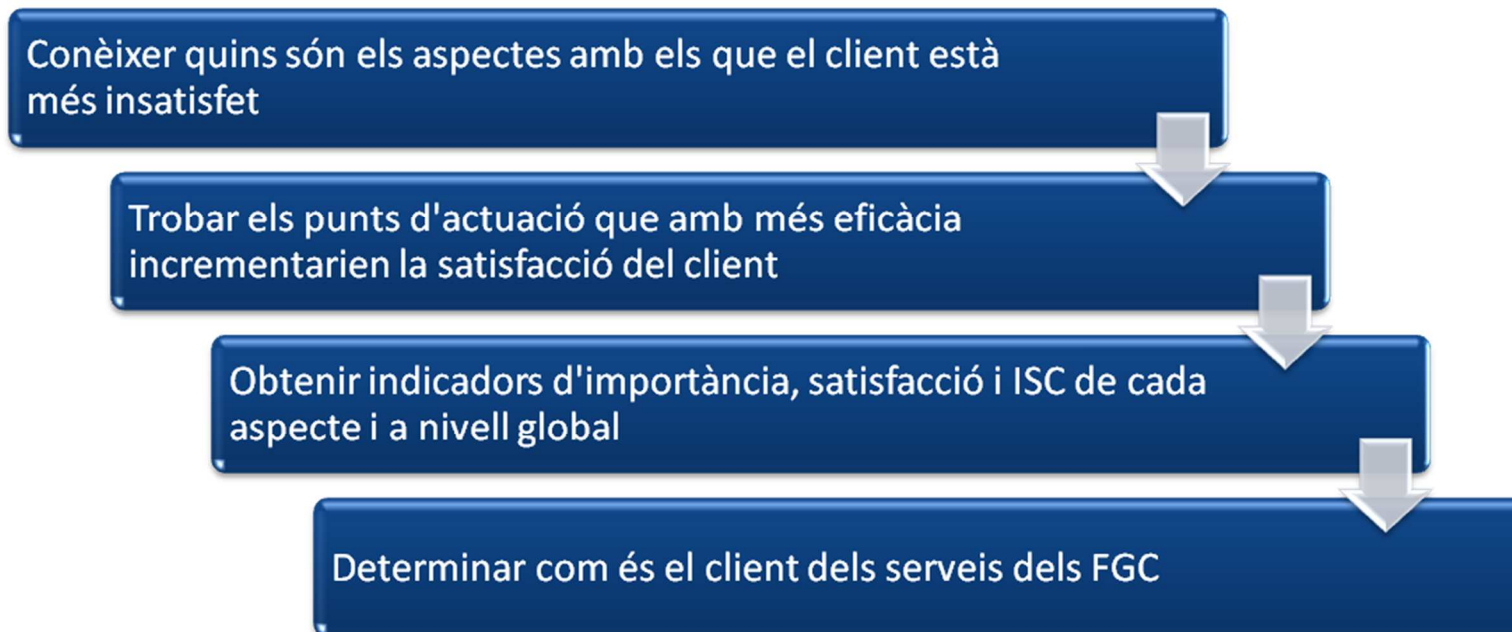 Conèixer quins són els aspectes amb els que el client està
més insatisfet
Trobar els punts d'actuació que amb més eficàcia
incrementarien la satisfacció del client
Obtenir indicadors d'importància, satisfacció i ISC de cada
aspecte i a nivell global
Determinar com és el client dels serveis dels FGC